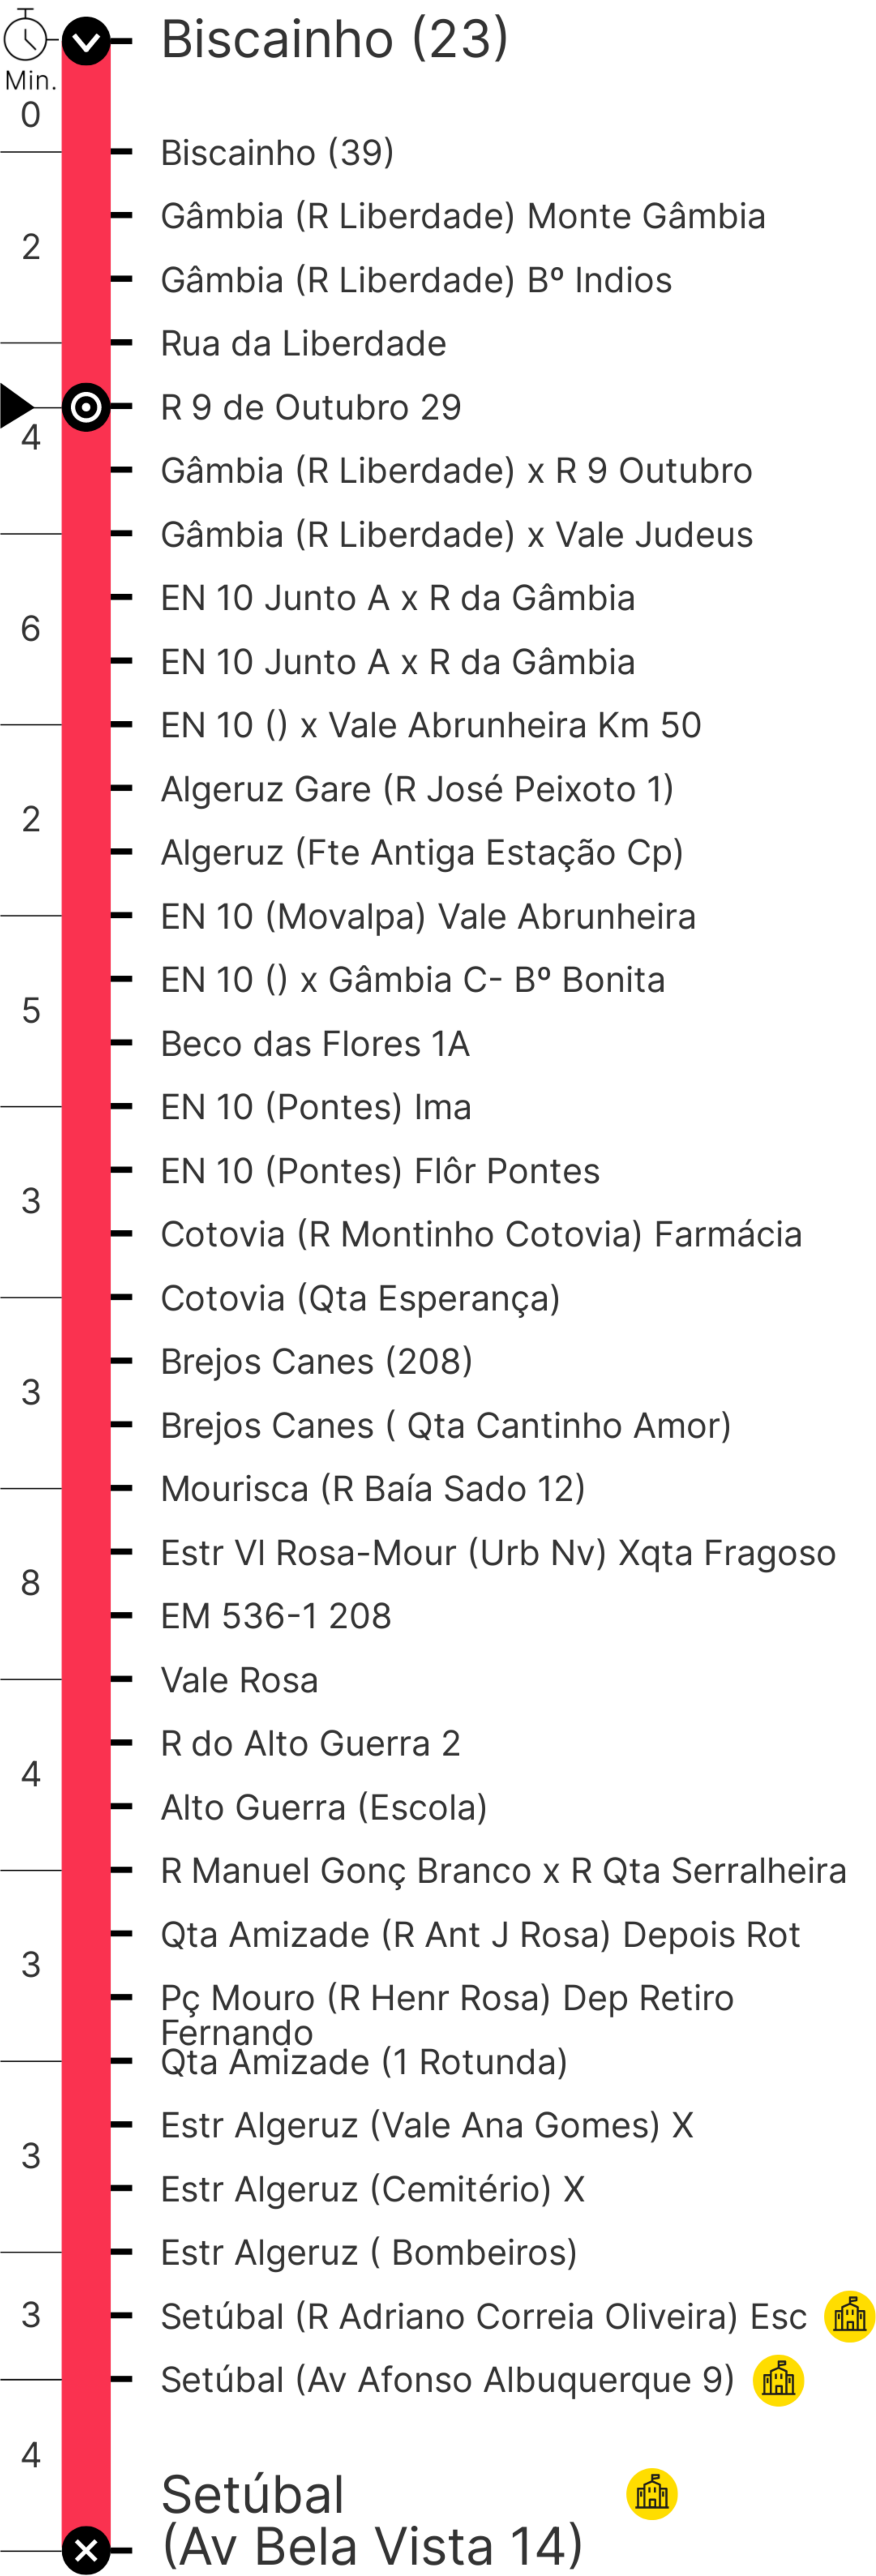 Biscainho (23)
Min.
0
Biscainho (39)
Gâmbia (R Liberdade) Monte Gâmbia
2
Gâmbia (R Liberdade) Bº Indios
Rua da Liberdade
R 9 de Outubro 29
4
Gâmbia (R Liberdade) x R 9 Outubro
Gâmbia (R Liberdade) x Vale Judeus
EN 10 Junto A x R da Gâmbia
6
EN 10 Junto A x R da Gâmbia
EN 10 () x Vale Abrunheira Km 50
Algeruz Gare (R José Peixoto 1)
2
Algeruz (Fte Antiga Estação Cp)
EN 10 (Movalpa) Vale Abrunheira
EN 10 () x Gâmbia C- Bº Bonita
5
Beco das Flores 1A
EN 10 (Pontes) Ima
EN 10 (Pontes) Flôr Pontes
3
Cotovia (R Montinho Cotovia) Farmácia
Cotovia (Qta Esperança)
Brejos Canes (208)
3
Brejos Canes ( Qta Cantinho Amor)
Mourisca (R Baía Sado 12)
Estr Vl Rosa-Mour (Urb Nv) Xqta Fragoso
8
EM 536-1 208
Vale Rosa
R do Alto Guerra 2
4
Alto Guerra (Escola)
R Manuel Gonç Branco x R Qta Serralheira
Qta Amizade (R Ant J Rosa) Depois Rot
3
Pç Mouro (R Henr Rosa) Dep Retiro
Fernando
Qta Amizade (1 Rotunda)
Estr Algeruz (Vale Ana Gomes) X
3
Estr Algeruz (Cemitério) X
Estr Algeruz ( Bombeiros)
3
Setúbal (R Adriano Correia Oliveira) Esc
Setúbal (Av Afonso Albuquerque 9)
4
Setúbal
(Av Bela Vista 14)